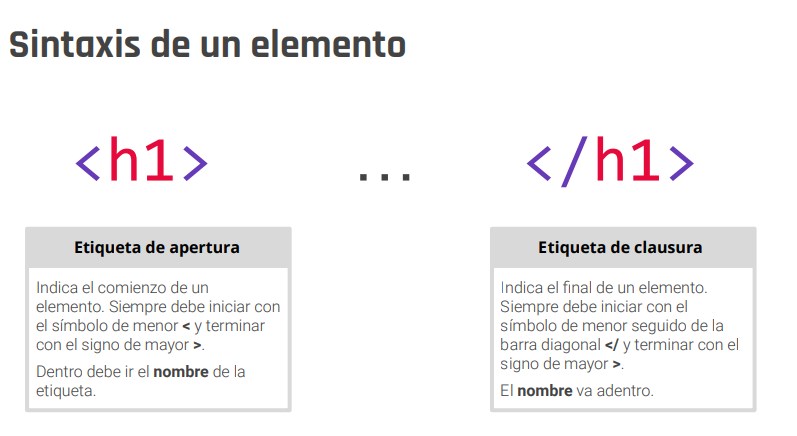 Sintaxis de un elemento
<h1> ... </h1>
Etiqueta de apertura
Indica el comienzo de un
elemento. Siempre debe iniciar con
el símbolo de menor < y terminar
con el signo de mayor >.
Dentro debe ir el nombre de la
etiqueta.
Etiqueta de clausura
Indica el final de un elemento.
Siempre debe iniciar con el
símbolo de menor seguido de la
barra diagonal </ y terminar con el
signo de mayor >.
El nombre va adentro.